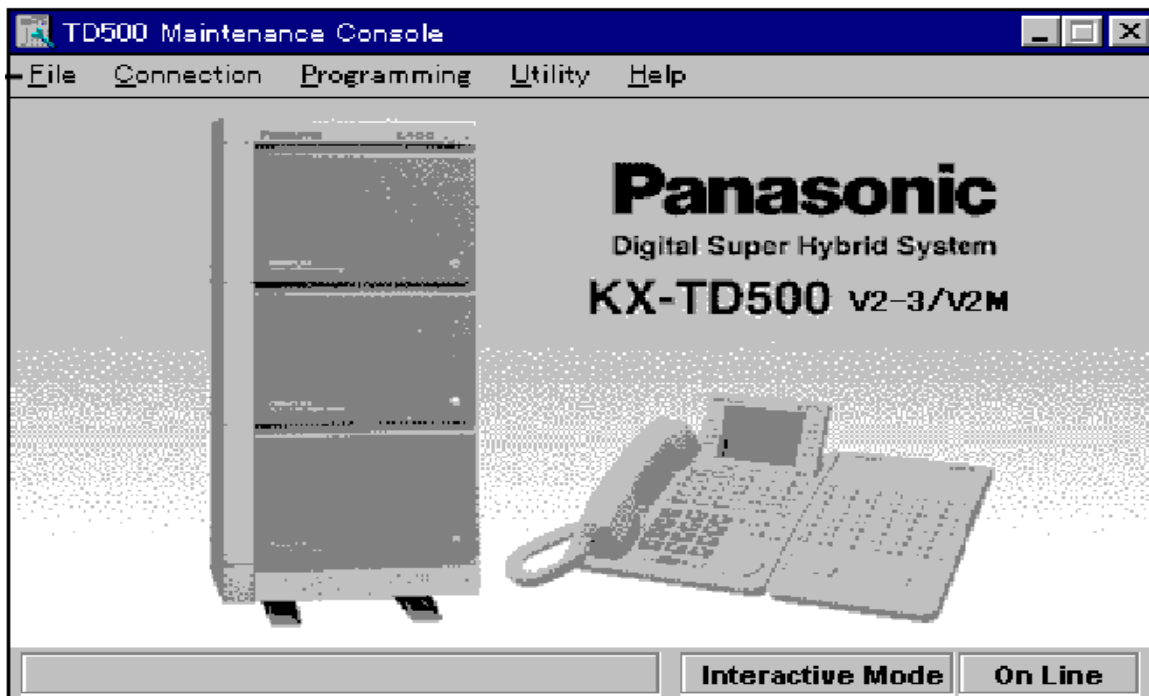 TD500 Maintenance Console
File Connection Programming Utility Help
Panasonic
Panasonic
Digital Super Hybrid System
KX-TD500 V2-3/V2M
Interactive Mode On Line